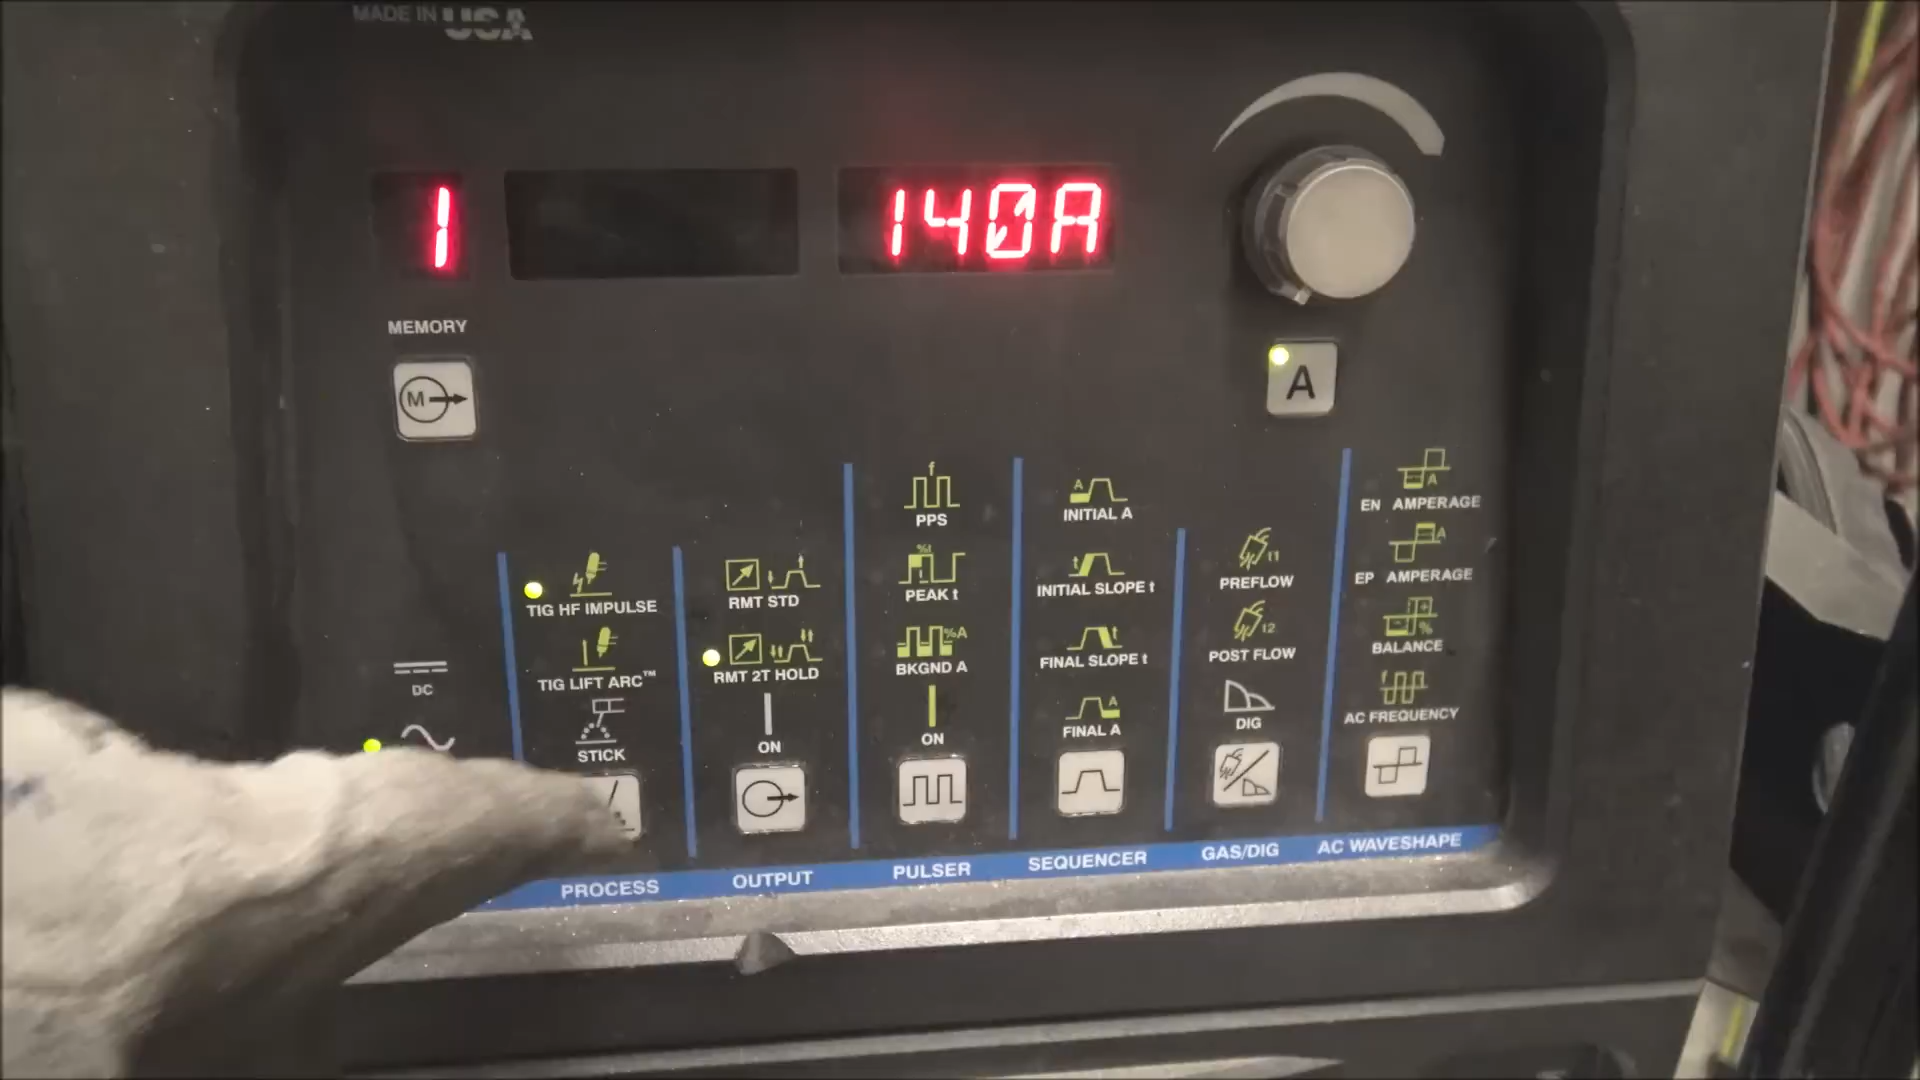 MADE IN USA
1
140A
MEMORY
M
A
f
PPS
A
INITIAL A
A
EN AMPERAGE
TIG HF IMPULSE
RMT STD
%t
PEAK t
t
INITIAL SLOPE t
T1
PREFLOW
A
EP AMPERAGE
TIG LIFT ARC™
RMT 2T HOLD
%A
BKGND A
t
FINAL SLOPE t
T2
POST FLOW
%
BALANCE
DC
STICK
ON
ON
A
FINAL A
DIG
f
AC FREQUENCY
PROCESS
OUTPUT
PULSER
SEQUENCER
GAS/DIG
AC WAVESHAPE